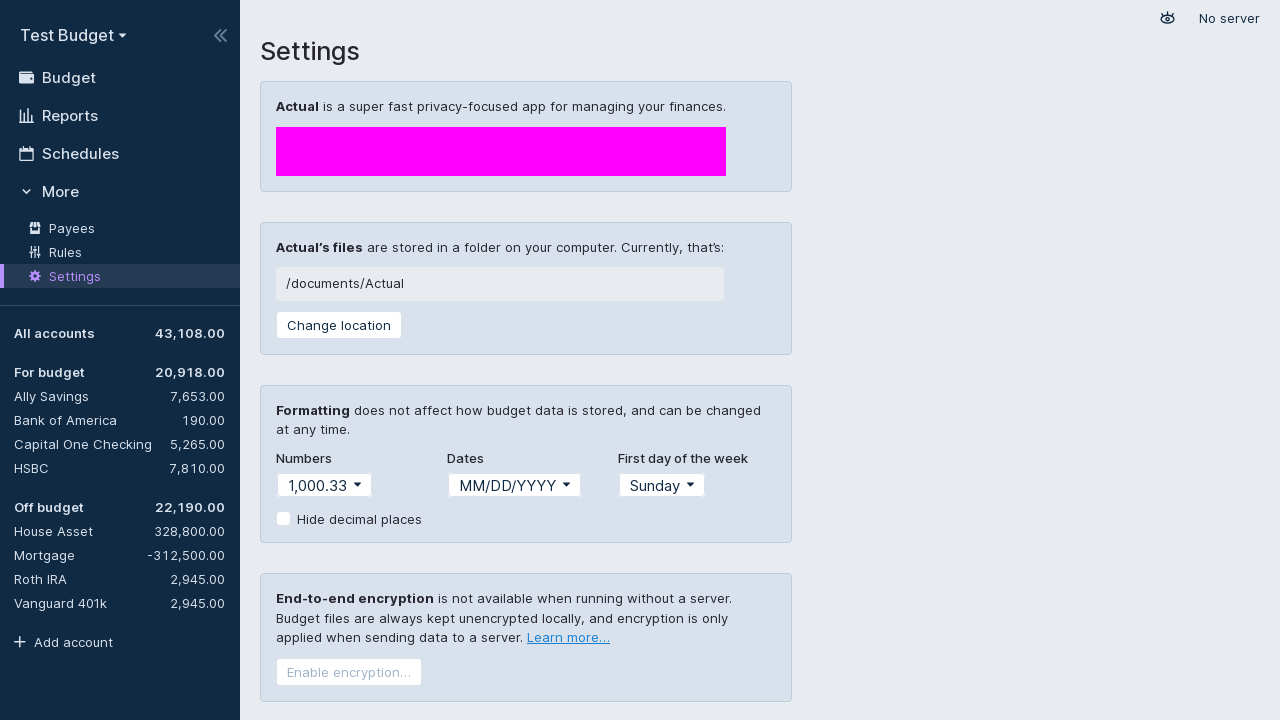 Test Budget
No server
Budget
Reports
Schedules
More
Payees
Rules
Settings
All accounts 43,108.00
For budget 20,918.00
Ally Savings 7,653.00
Bank of America 190.00
Capital One Checking 5,265.00
HSBC 7,810.00
Off budget 22,190.00
House Asset 328,800.00
Mortgage -312,500.00
Roth IRA 2,945.00
Vanguard 401k 2,945.00
Add account
Settings
Actual is a super fast privacy-focused app for managing your finances.
Actual’s files are stored in a folder on your computer. Currently, that’s:
/documents/Actual
Change location
Formatting does not affect how budget data is stored, and can be changed
at any time.
Numbers Dates First day of the week
1,000.33 MM/DD/YYYY Sunday
Hide decimal places
End-to-end encryption is not available when running without a server.
Budget files are always kept unencrypted locally, and encryption is only
applied when sending data to a server. Learn more…
Enable encryption…